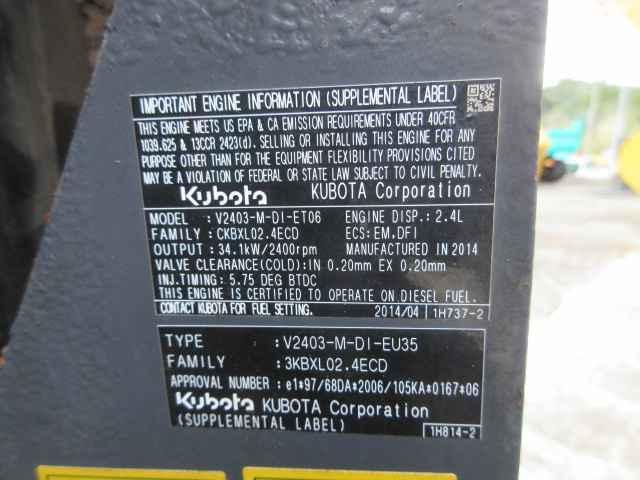 IMPORTANT ENGINE INFORMATION (SUPPLEMENTAL LABEL)
THIS ENGINE MEETS US EPA & CA EMISSION REQUIREMENTS UNDER 40CFR
1039.625 & 13CCR 2423(d). SELLING OR INSTALLING THIS ENGINE FOR ANY
PURPOSE OTHER THAN FOR THE EQUIPMENT FLEXIBILITY PROVISIONS CITED
MAY BE A VIOLATION OF FEDERAL OR STATE LAW SUBJECT TO CIVIL PENALTY.
Kubota KUBOTA Corporation
MODEL : V2403-M-DI-ET06 ENGINE DISP.: 2.4L
FAMILY : CKBXL02.4ECD ECS: EM,DFI
OUTPUT : 34.1kW/2400rpm MANUFACTURED IN 2014
VALVE CLEARANCE(COLD): IN 0.20mm EX 0.20mm
INJ.TIMING: 5.75 DEG BTDC
THIS ENGINE IS CERTIFIED TO OPERATE ON DIESEL FUEL.
CONTACT KUBOTA FOR FUEL SETTING. 2014/04 1H737-2
TYPE : V2403-M-DI-EU35
FAMILY : 3KBXL02.4ECD
APPROVAL NUMBER : e1*97/68DA*2006/105KA*0167*06
Kubota KUBOTA Corporation
(SUPPLEMENTAL LABEL) 1H814-2